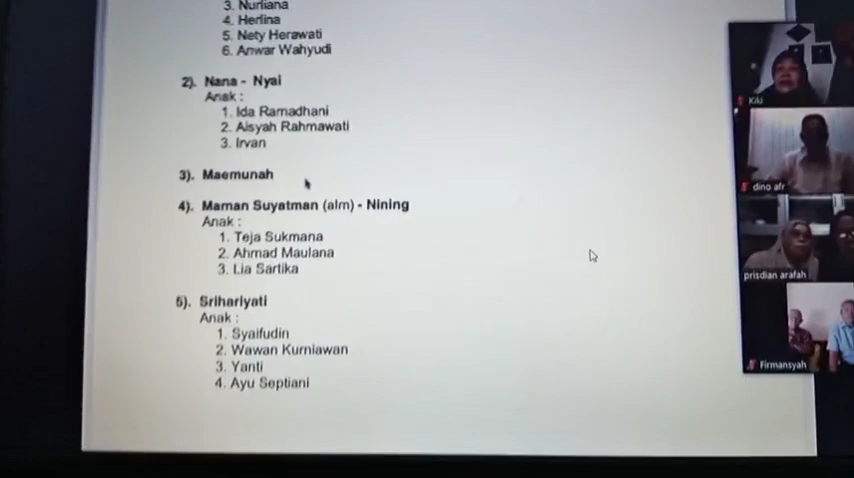 3. Nurliana
4. Herlina
5. Nety Herawati
6. Anwar Wahyudi
2). Nana - Nyai
Anak :
1. Ida Ramadhani
2. Aisyah Rahmawati
3. Irvan
3). Maemunah
4). Maman Suyatman (alm) - Nining
Anak :
1. Teja Sukmana
2. Ahmad Maulana
3. Lia Sartika
5). Srihariyati
Anak :
1. Syaifudin
2. Wawan Kurniawan
3. Yanti
4. Ayu Septiani
Kiki
dino afr
prisdian arafah
Firmansyah